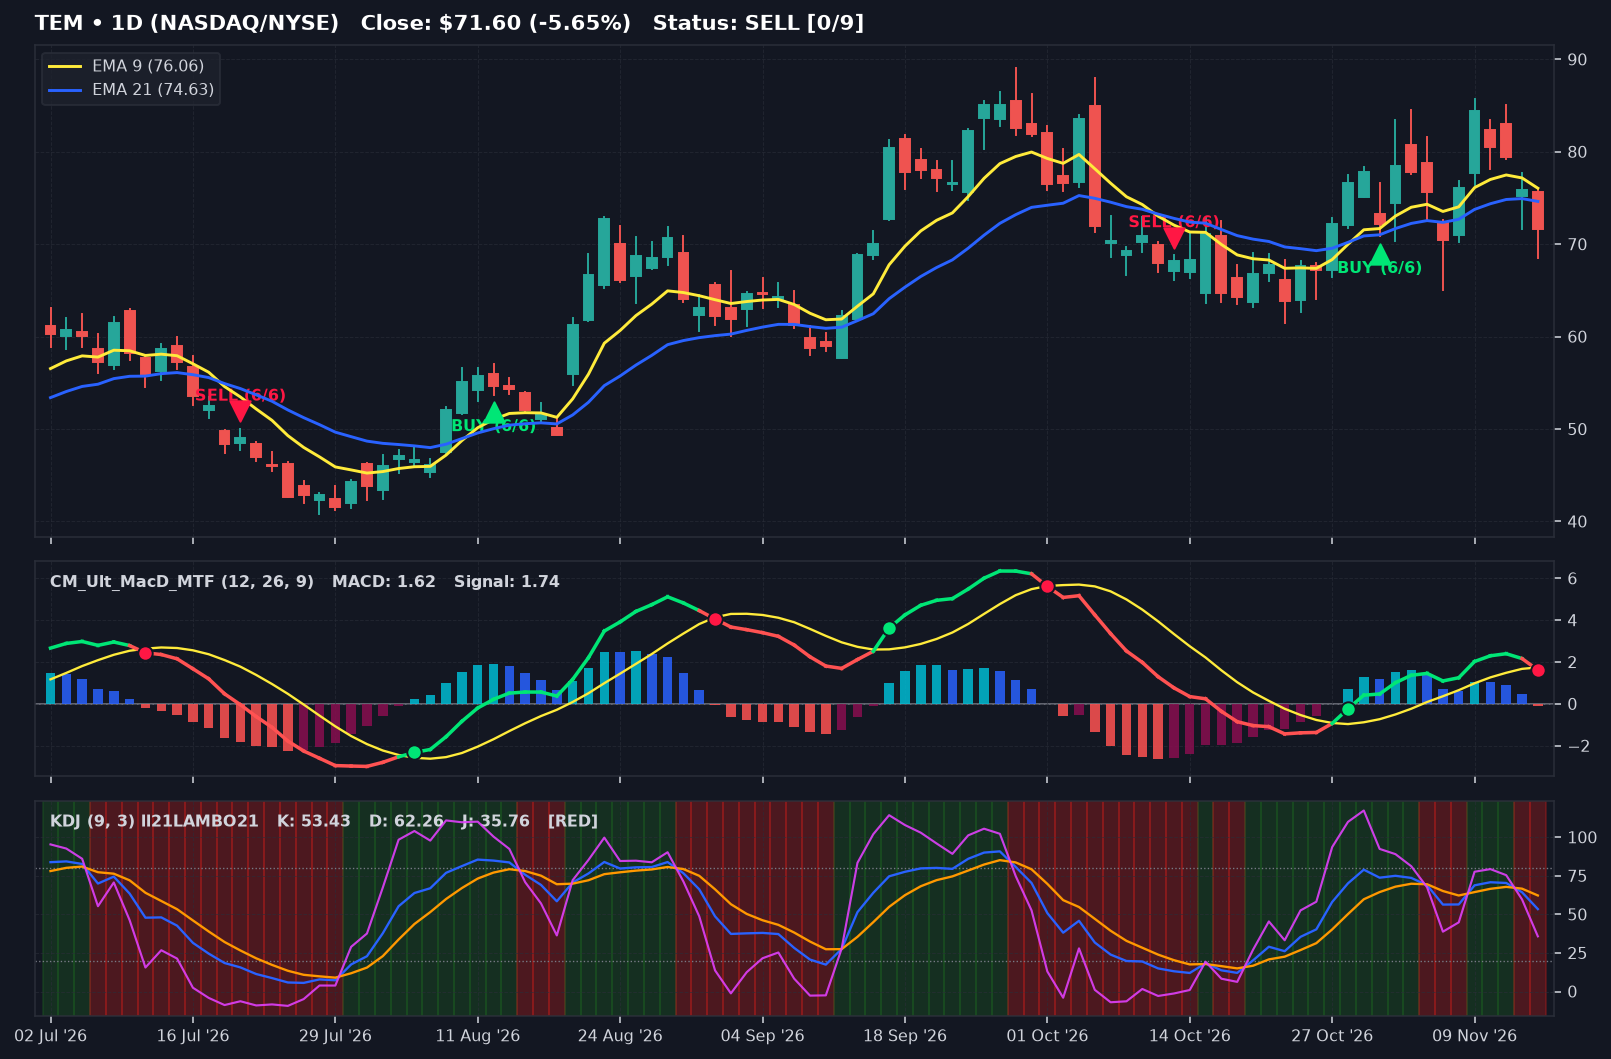 TEM • 1D (NASDAQ/NYSE)   Close: $71.60 (-5.65%)   Status: SELL [0/9]
EMA 9 (76.06)
EMA 21 (74.63)
90
80
70
60
50
40
SELL (6/6)
BUY (6/6)
SELL (6/6)
BUY (6/6)
CM_Ult_MacD_MTF (12, 26, 9)   MACD: 1.62   Signal: 1.74
6
4
2
0
−2
KDJ (9, 3) II21LAMBO21   K: 53.43   D: 62.26   J: 35.76   [RED]
100
75
50
25
0
02 Jul '26
16 Jul '26
29 Jul '26
11 Aug '26
24 Aug '26
04 Sep '26
18 Sep '26
01 Oct '26
14 Oct '26
27 Oct '26
09 Nov '26